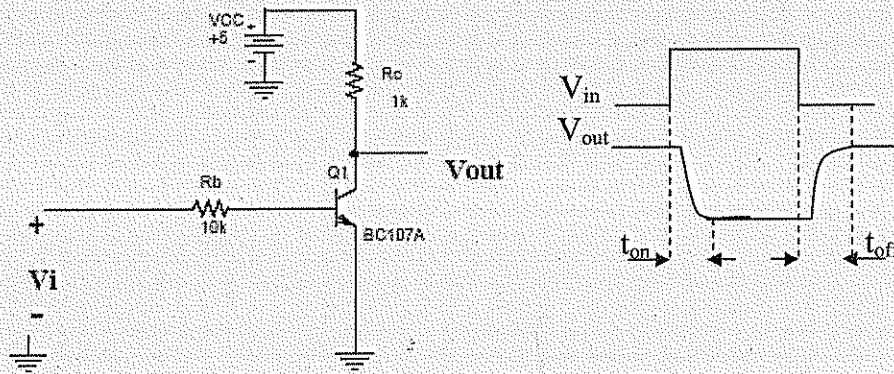 VCC +
+5
-
Rc
1k
Vout
Q1
Rb
10k
BC107A
+
Vi
-
Vin
Vout
ton
tof